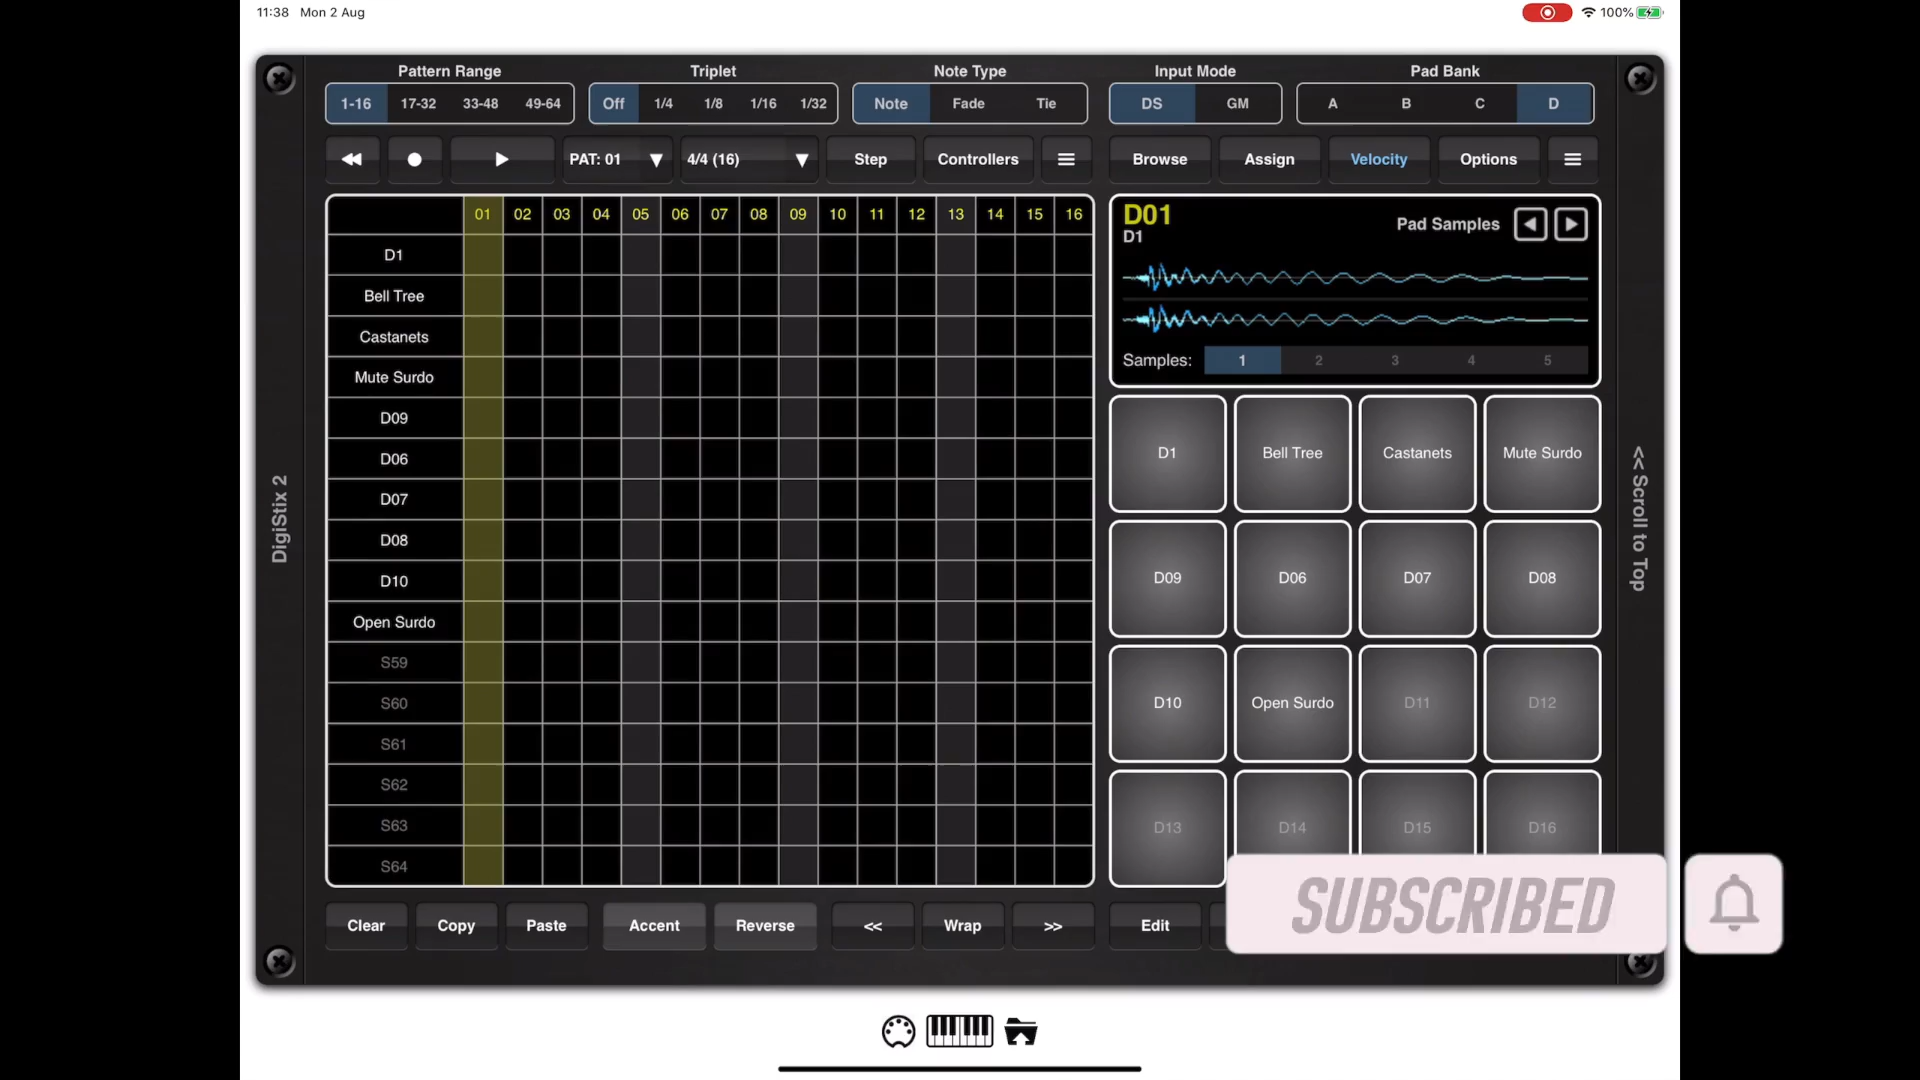 11:38 Mon 2 Aug
100%
Pattern Range Triplet Note Type Input Mode Pad Bank
1-16 17-32 33-48 49-64 Off 1/4 1/8 1/16 1/32 Note Fade Tie DS GM A B C D
PAT: 01 4/4 (16) Step Controllers Browse Assign Velocity Options
01 02 03 04 05 06 07 08 09 10 11 12 13 14 15 16
D1
Bell Tree
Castanets
Mute Surdo
D09
D06
D07
D08
D10
Open Surdo
S59
S60
S61
S62
S63
S64
D01
D1
Pad Samples
Samples: 1 2 3 4 5
D1 Bell Tree Castanets Mute Surdo
D09 D06 D07 D08
D10 Open Surdo D11 D12
D13 D14 D15 D16
Clear Copy Paste Accent Reverse << Wrap >> Edit
SUBSCRIBED
DigiStix 2
<< Scroll to Top